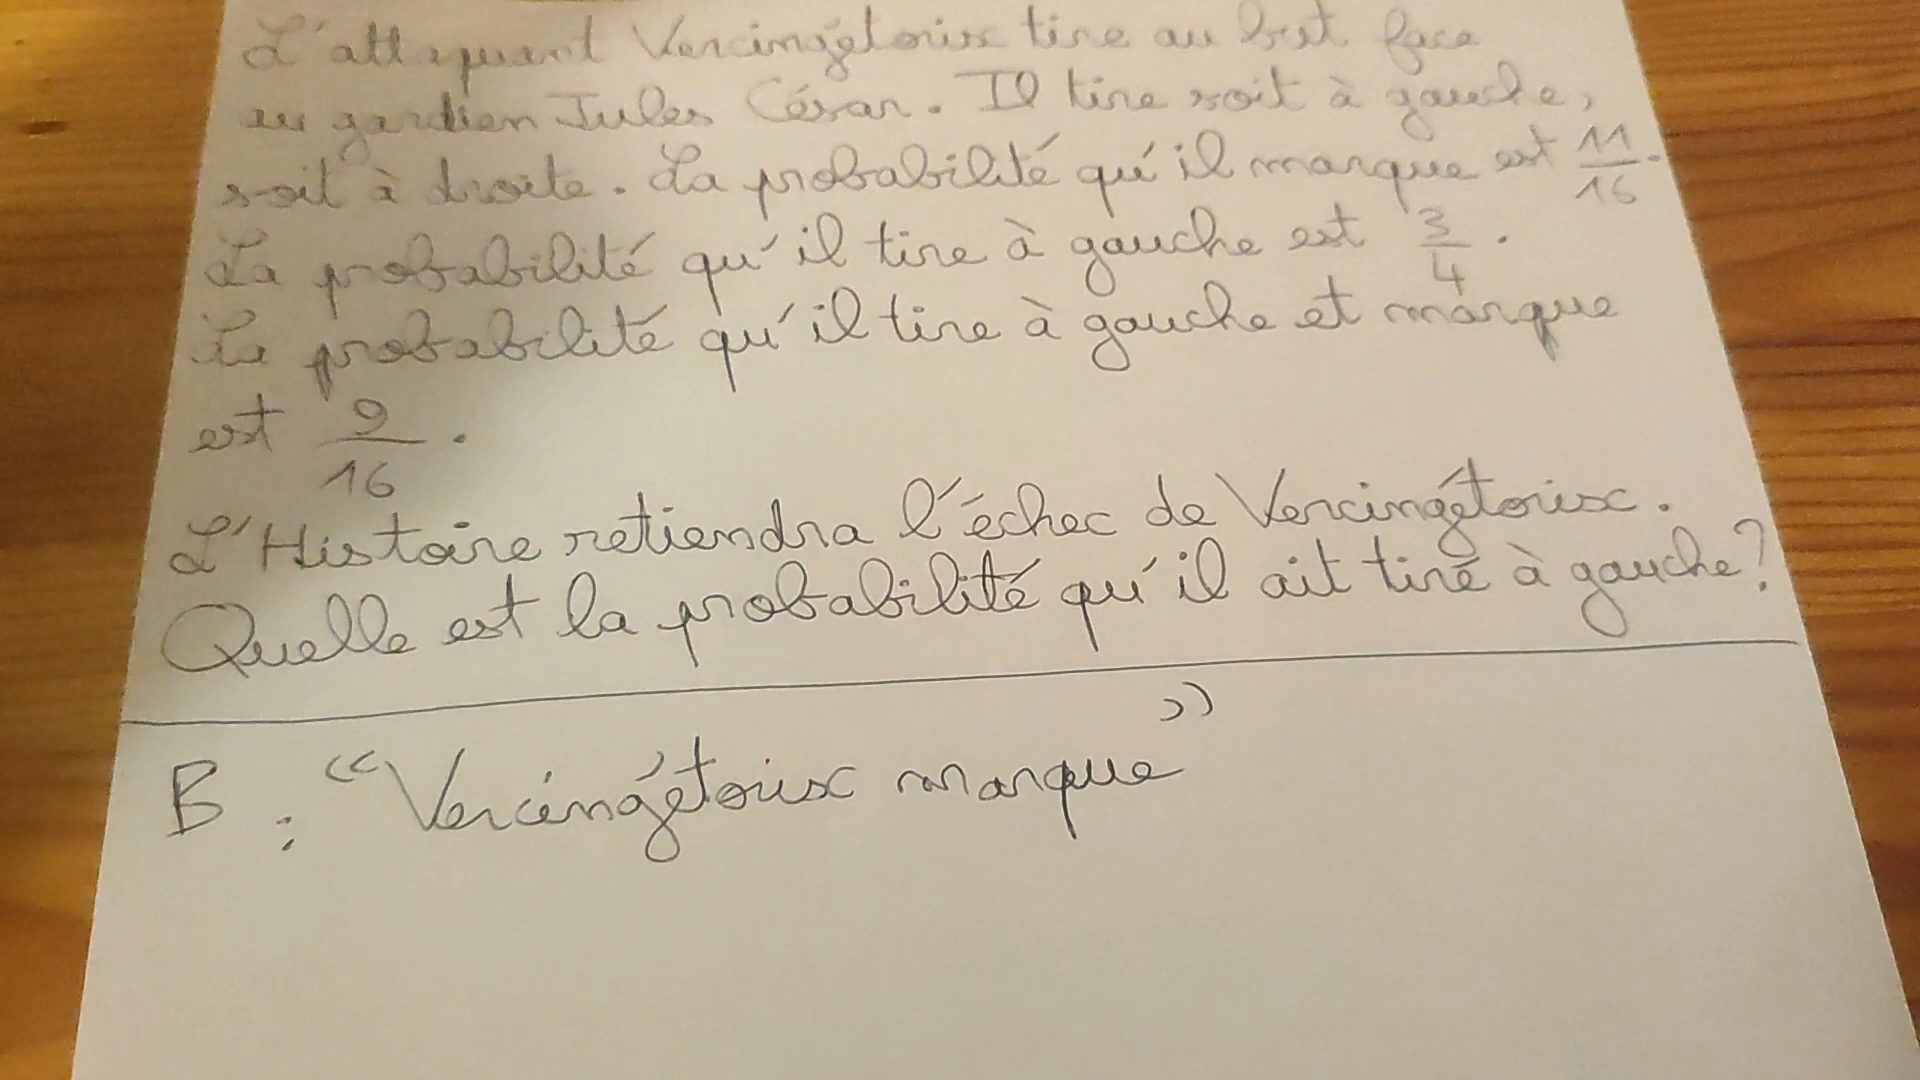 L'attaquant Vercingétorix tire au but face
au gardien Jules César. Il tire soit à gauche,
soit à droite. La probabilité qu'il marque est 11/16.
La probabilité qu'il tire à gauche est 3/4.
La probabilité qu'il tire à gauche et marque
est 9/16.
L'Histoire retiendra l'échec de Vercingétorix.
Quelle est la probabilité qu'il ait tiré à gauche?
B : "Vercingétorix marque"